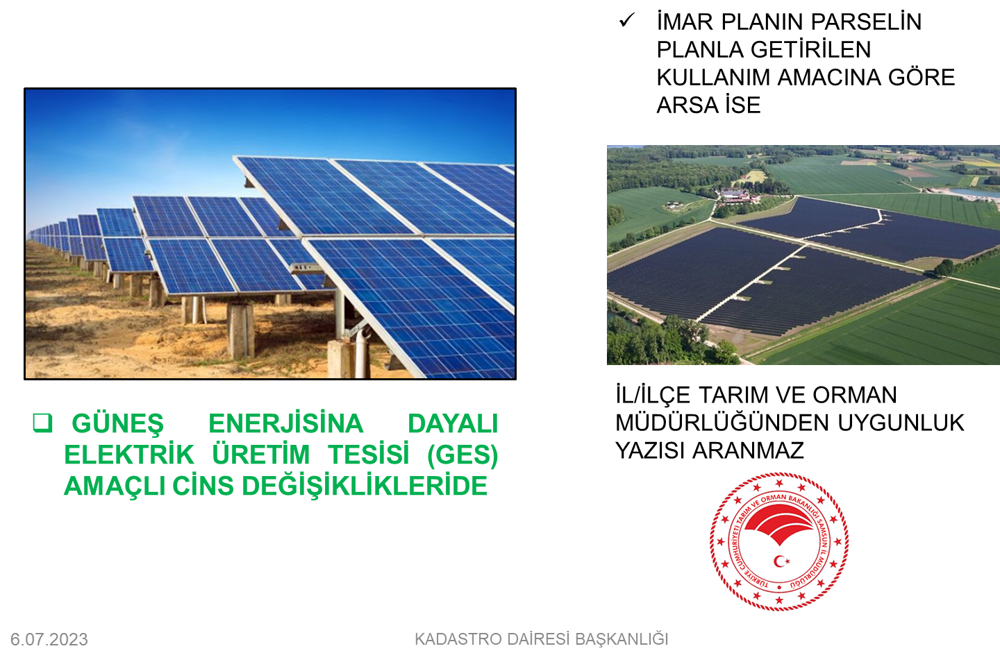 ✓ İMAR PLANIN PARSELİN
PLANLA GETİRİLEN
KULLANIM AMACINA GÖRE
ARSA İSE
❑ GÜNEŞ ENERJİSİNA DAYALI
ELEKTRİK ÜRETİM TESİSİ (GES)
AMAÇLI CİNS DEĞİŞİKLİKLERİDE
İL/İLÇE TARIM VE ORMAN
MÜDÜRLÜĞÜNDEN UYGUNLUK
YAZISI ARANMAZ
TÜRKİYE CUMHURİYETİ TARIM VE ORMAN BAKANLIĞI SAMSUN İL MÜDÜRLÜĞÜ
6.07.2023
KADASTRO DAİRESİ BAŞKANLIĞI